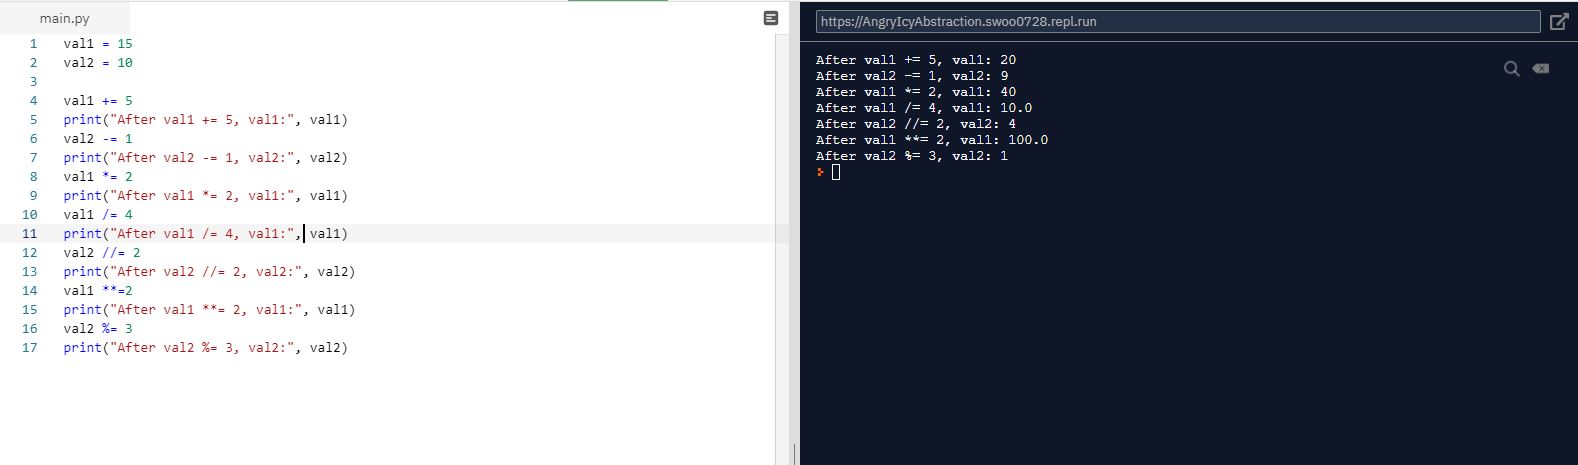 main.py
1 val1 = 15
2 val2 = 10
3
4 val1 += 5
5 print("After val1 += 5, val1:", val1)
6 val2 -= 1
7 print("After val2 -= 1, val2:", val2)
8 val1 *= 2
9 print("After val1 *= 2, val1:", val1)
10 val1 /= 4
11 print("After val1 /= 4, val1:", val1)
12 val2 //= 2
13 print("After val2 //= 2, val2:", val2)
14 val1 **=2
15 print("After val1 **= 2, val1:", val1)
16 val2 %= 3
17 print("After val2 %= 3, val2:", val2)
https://AngryIcyAbstraction.swoo0728.repl.run
After val1 += 5, val1: 20
After val2 -= 1, val2: 9
After val1 *= 2, val1: 40
After val1 /= 4, val1: 10.0
After val2 //= 2, val2: 4
After val1 **= 2, val1: 100.0
After val2 %= 3, val2: 1